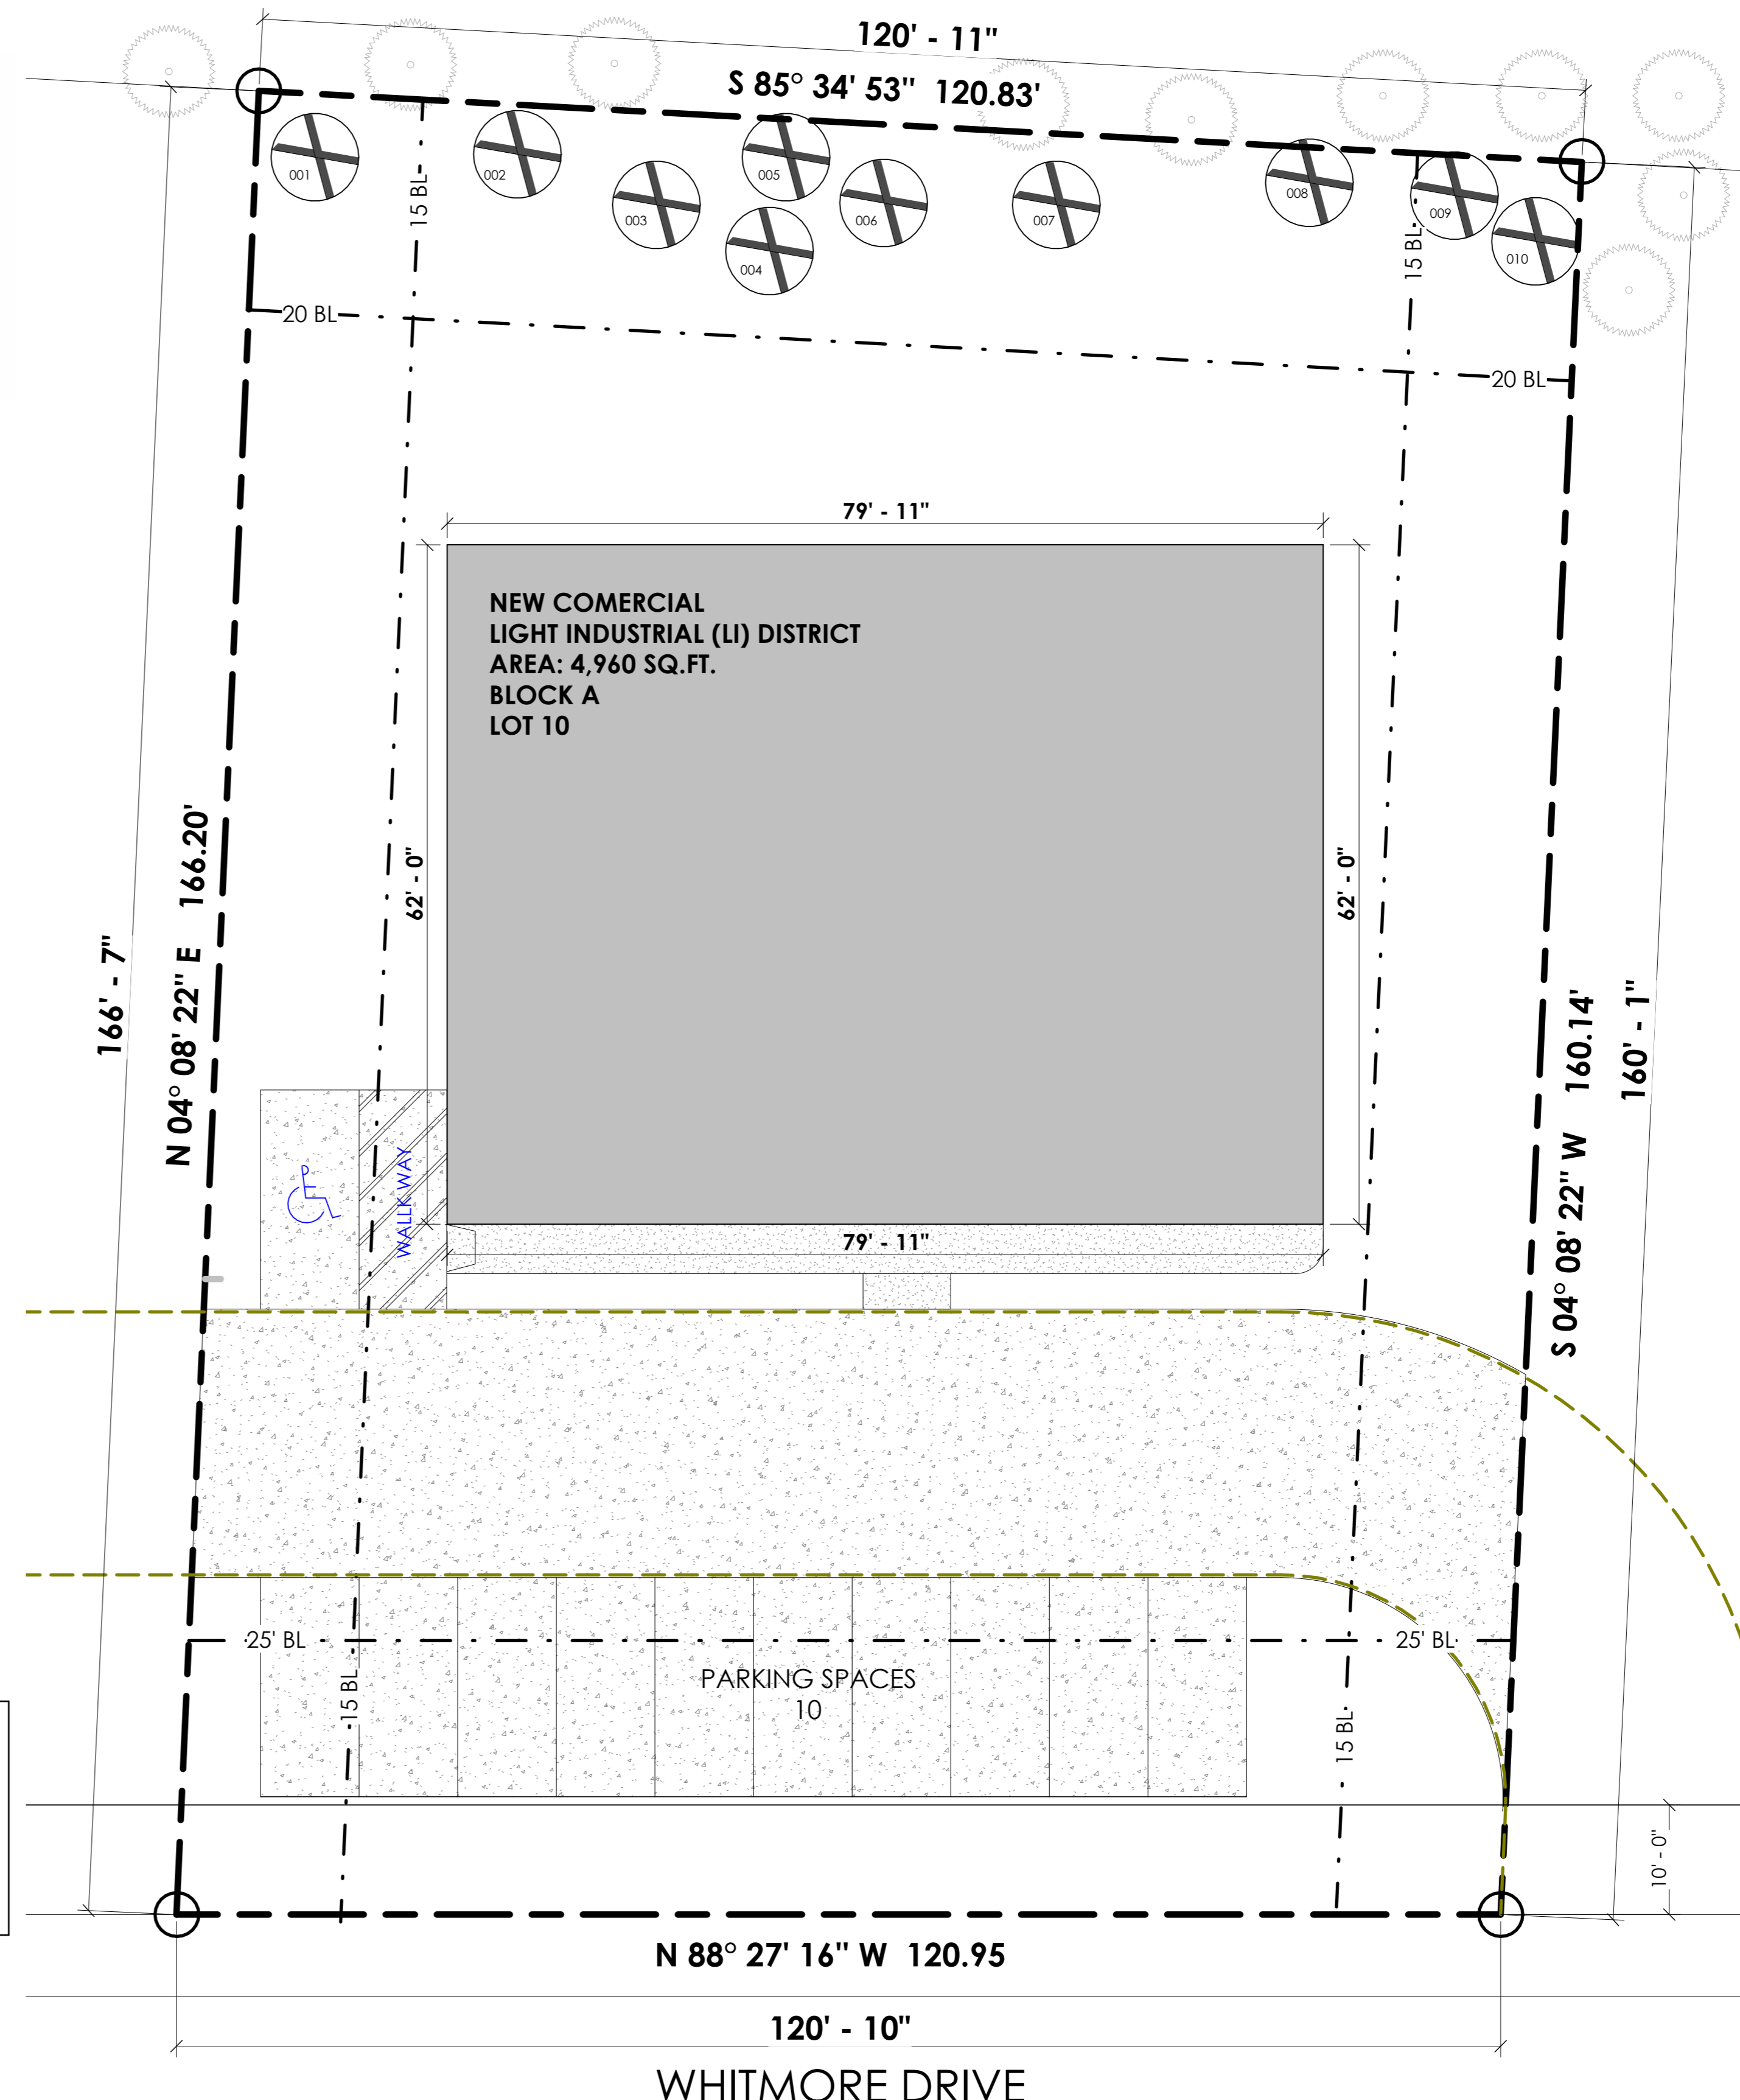 120' - 11"
S 85° 34' 53" 120.83'
001
002
003
004
005
006
007
008
009
010
15 BL
15 BL
20 BL
20 BL
79' - 11"
NEW COMERCIAL
LIGHT INDUSTRIAL (LI) DISTRICT
AREA: 4,960 SQ.FT.
BLOCK A
LOT 10
62' - 0"
62' - 0"
166' - 7"
N 04° 08' 22" E 166.20'
S 04° 08' 22" W 160.14'
160' - 1"
WALLK WAY
79' - 11"
25' BL
25' BL
PARKING SPACES
10
15 BL
15 BL
10' - 0"
N 88° 27' 16" W 120.95
120' - 10"
WHITMORE DRIVE